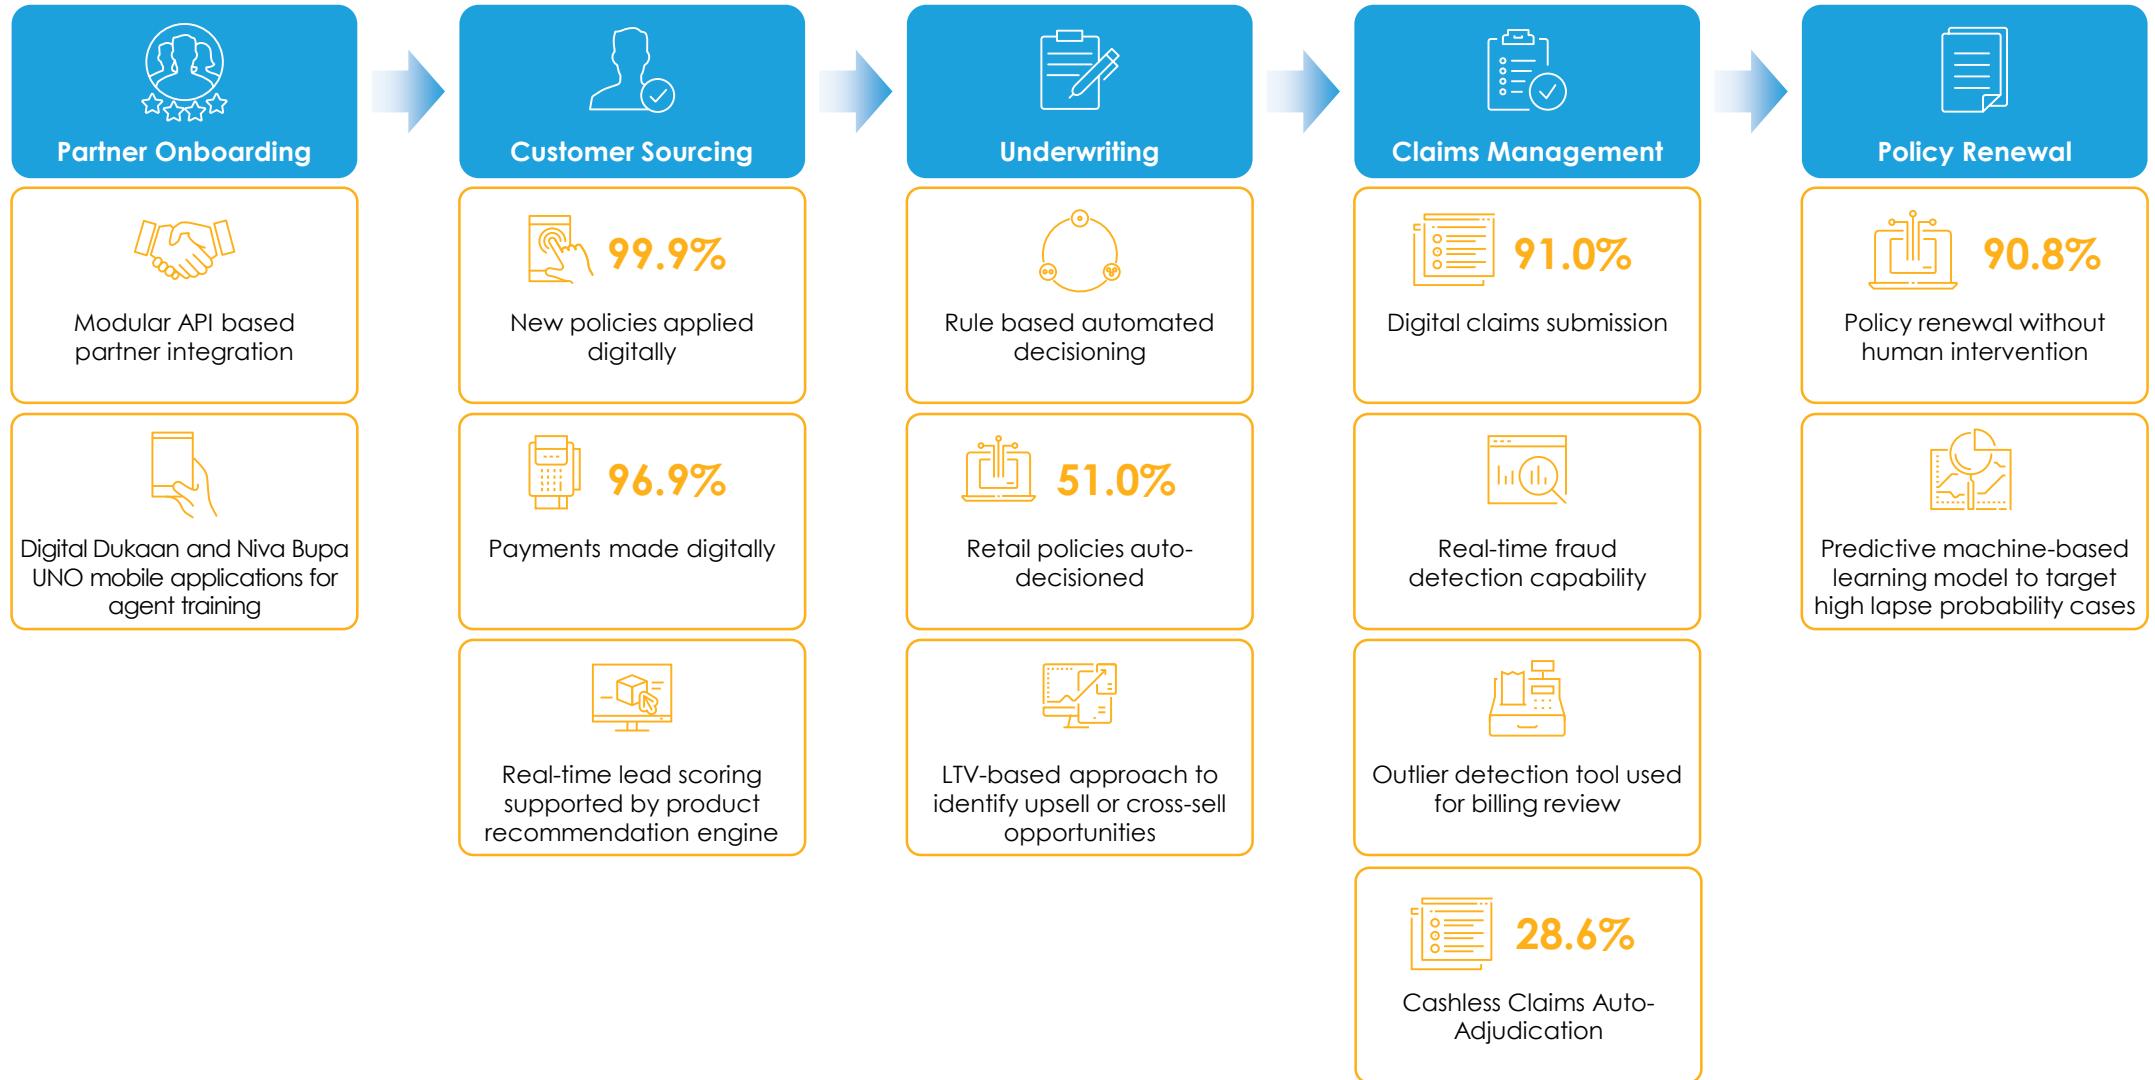 Partner Onboarding
Modular API based
partner integration
Digital Dukaan and Niva Bupa
UNO mobile applications for
agent training
Customer Sourcing
99.9%
New policies applied
digitally
96.9%
Payments made digitally
Real-time lead scoring
supported by product
recommendation engine
Underwriting
Rule based automated
decisioning
51.0%
Retail policies auto-
decisioned
LTV-based approach to
identify upsell or cross-sell
opportunities
Claims Management
91.0%
Digital claims submission
Real-time fraud
detection capability
Outlier detection tool used
for billing review
28.6%
Cashless Claims Auto-
Adjudication
Policy Renewal
90.8%
Policy renewal without
human intervention
Predictive machine-based
learning model to target
high lapse probability cases